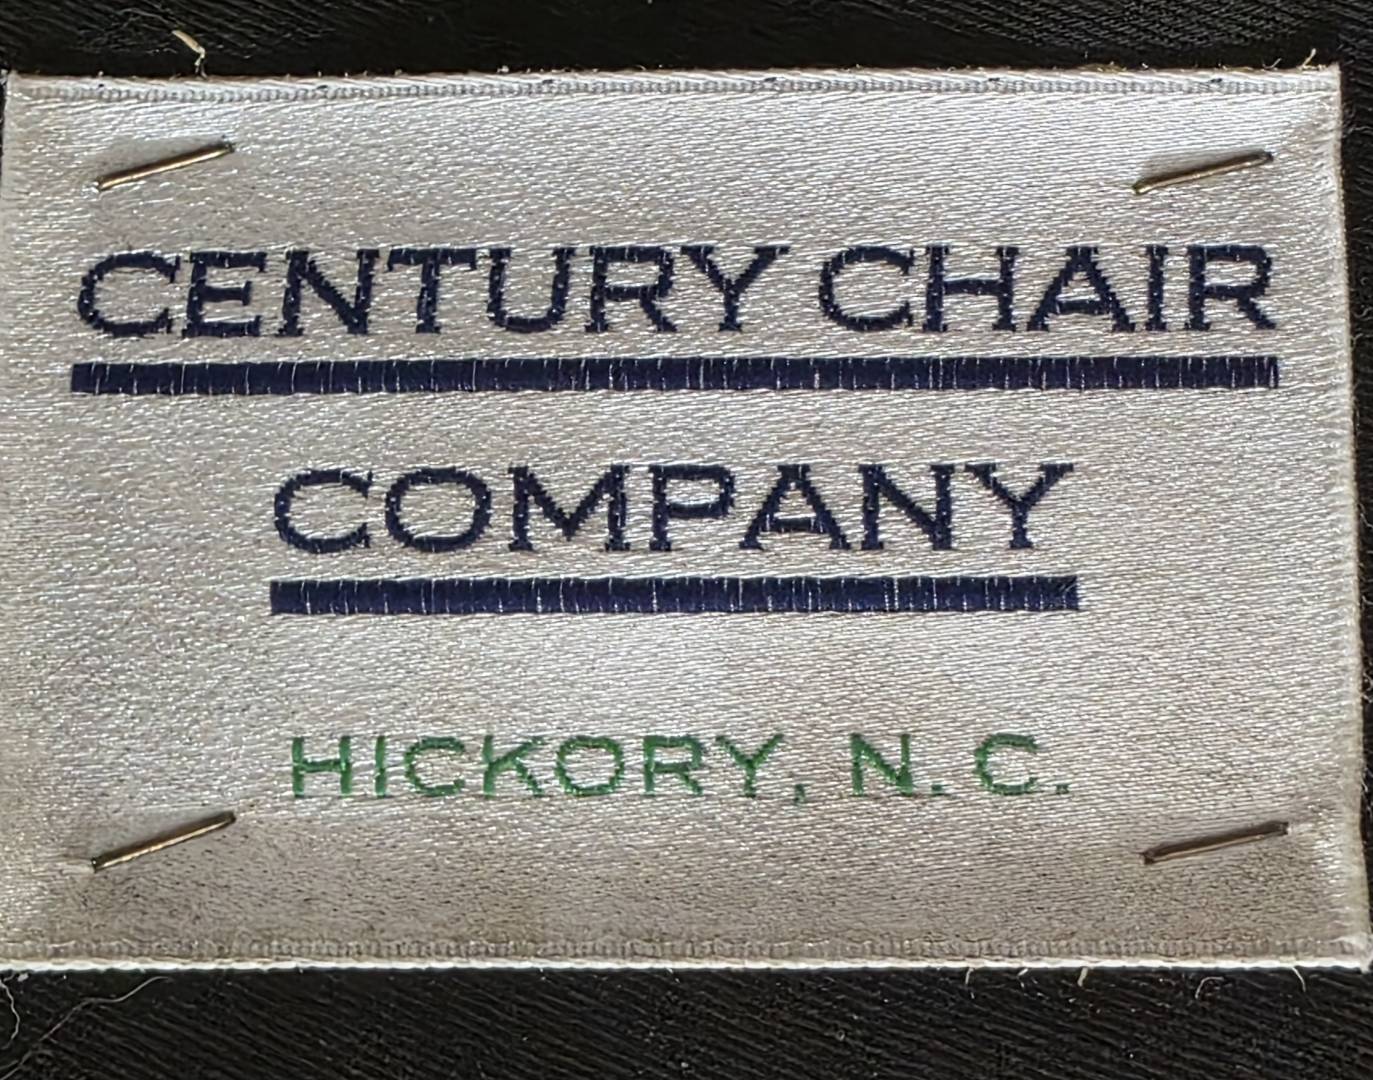 CENTURY CHAIR
COMPANY
HICKORY, N. C.